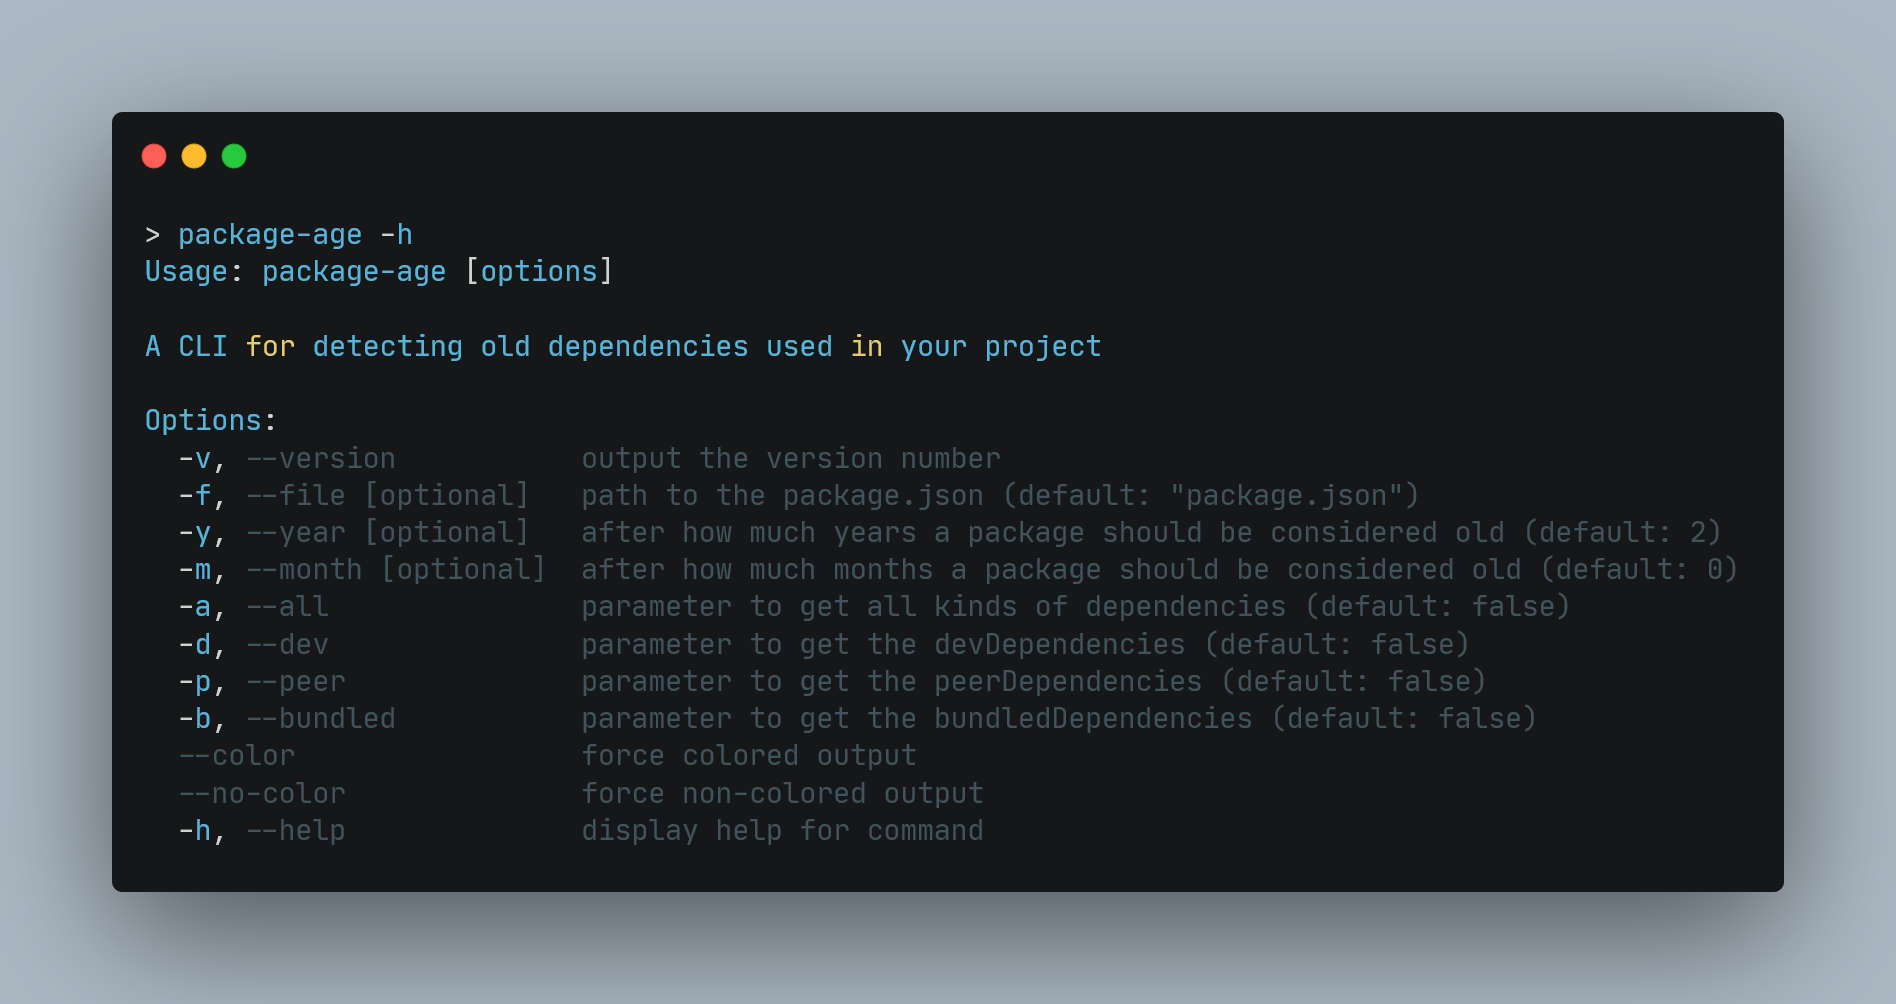 > package-age -h
Usage: package-age [options]
A CLI for detecting old dependencies used in your project
Options:
-v, --version output the version number
-f, --file [optional] path to the package.json (default: "package.json")
-y, --year [optional] after how much years a package should be considered old (default: 2)
-m, --month [optional] after how much months a package should be considered old (default: 0)
-a, --all parameter to get all kinds of dependencies (default: false)
-d, --dev parameter to get the devDependencies (default: false)
-p, --peer parameter to get the peerDependencies (default: false)
-b, --bundled parameter to get the bundledDependencies (default: false)
--color force colored output
--no-color force non-colored output
-h, --help display help for command